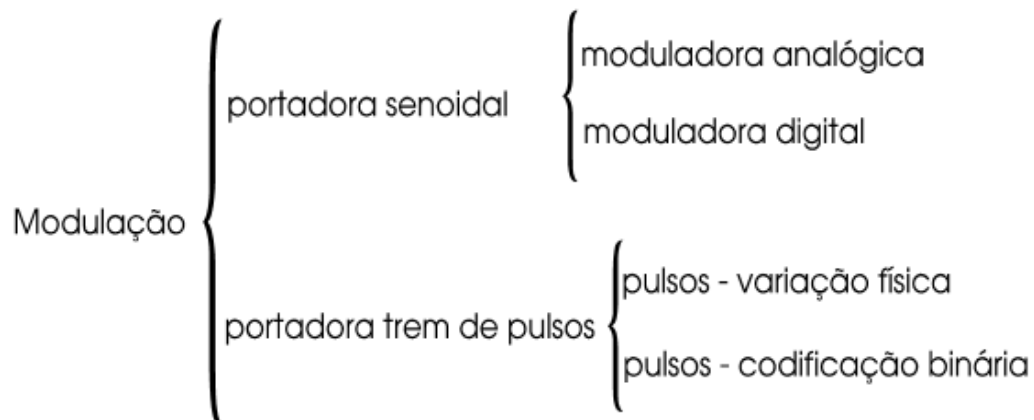 moduladora analógica
portadora senoidal
moduladora digital
Modulação
pulsos - variação física
portadora trem de pulsos
pulsos - codificação binária